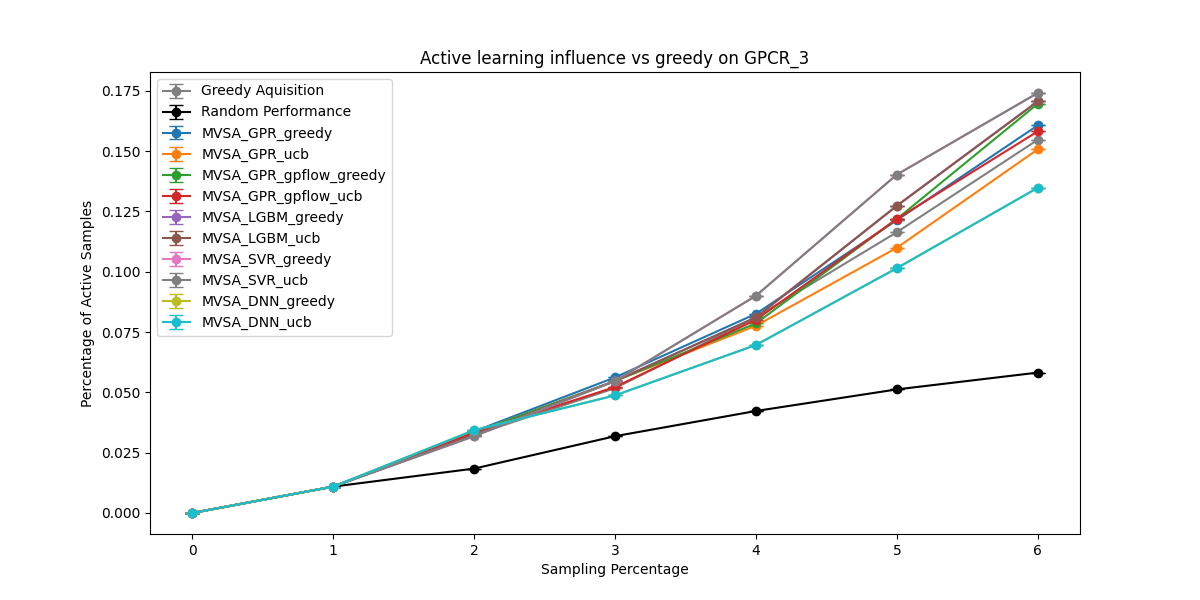 Active learning influence vs greedy on GPCR_3
Percentage of Active Samples
0.175
0.150
0.125
0.100
0.075
0.050
0.025
0.000
Greedy Aquisition
Random Performance
MVSA_GPR_greedy
MVSA_GPR_ucb
MVSA_GPR_gpflow_greedy
MVSA_GPR_gpflow_ucb
MVSA_LGBM_greedy
MVSA_LGBM_ucb
MVSA_SVR_greedy
MVSA_SVR_ucb
MVSA_DNN_greedy
MVSA_DNN_ucb
0 1 2 3 4 5 6
Sampling Percentage